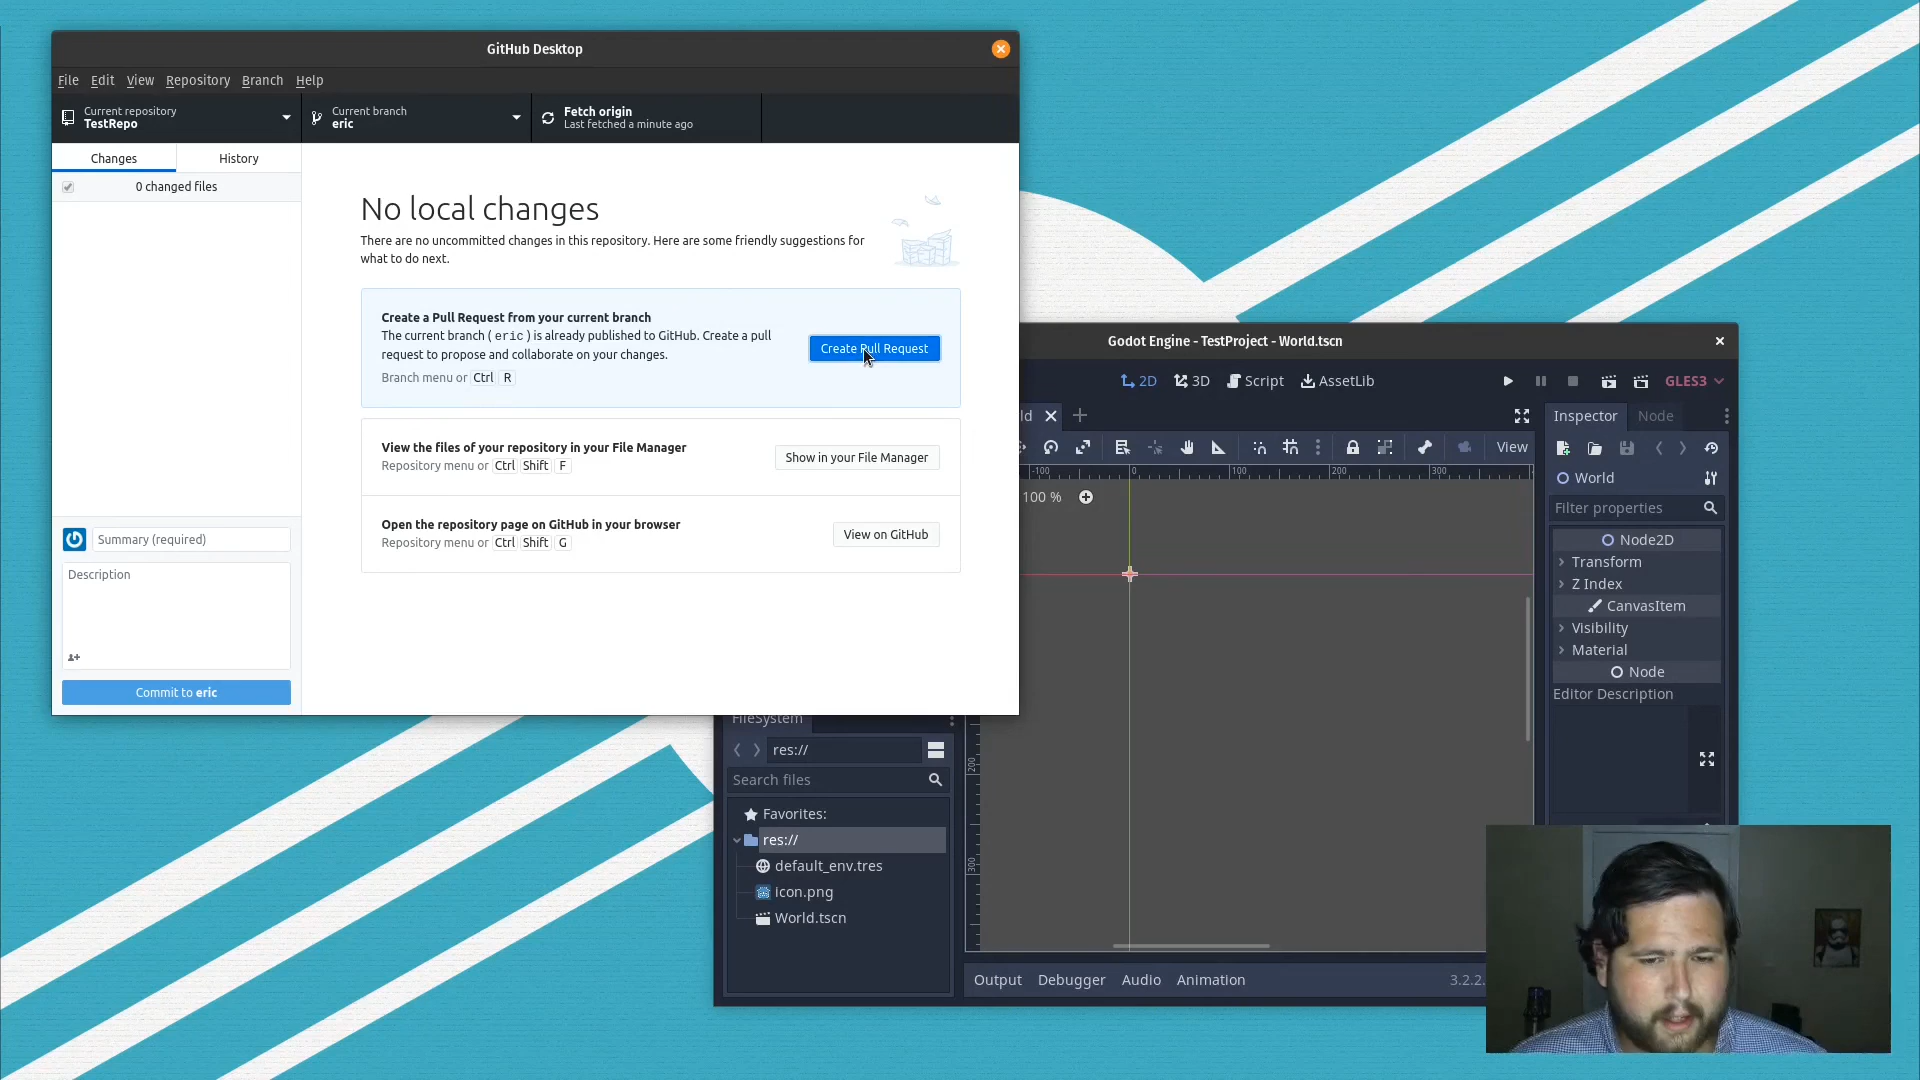 GitHub Desktop
File Edit View Repository Branch Help
Current repository
TestRepo
Current branch
eric
Fetch origin
Last fetched a minute ago
Changes
History
0 changed files
No local changes
There are no uncommitted changes in this repository. Here are some friendly suggestions for
what to do next.
Create a Pull Request from your current branch
The current branch ( eric ) is already published to GitHub. Create a pull
request to propose and collaborate on your changes.
Branch menu or Ctrl R
Create Pull Request
View the files of your repository in your File Manager
Repository menu or Ctrl Shift F
Show in your File Manager
Open the repository page on GitHub in your browser
Repository menu or Ctrl Shift G
View on GitHub
Summary (required)
Description
Commit to eric
Godot Engine - TestProject - World.tscn
2D 3D Script AssetLib
GLES3
ld
View
-100 0 100 200 300
100 %
200
300
Inspector Node
World
Filter properties
Node2D
Transform
Z Index
CanvasItem
Visibility
Material
Node
Editor Description
FileSystem
res://
Search files
Favorites:
res://
default_env.tres
icon.png
World.tscn
Output Debugger Audio Animation
3.2.2.